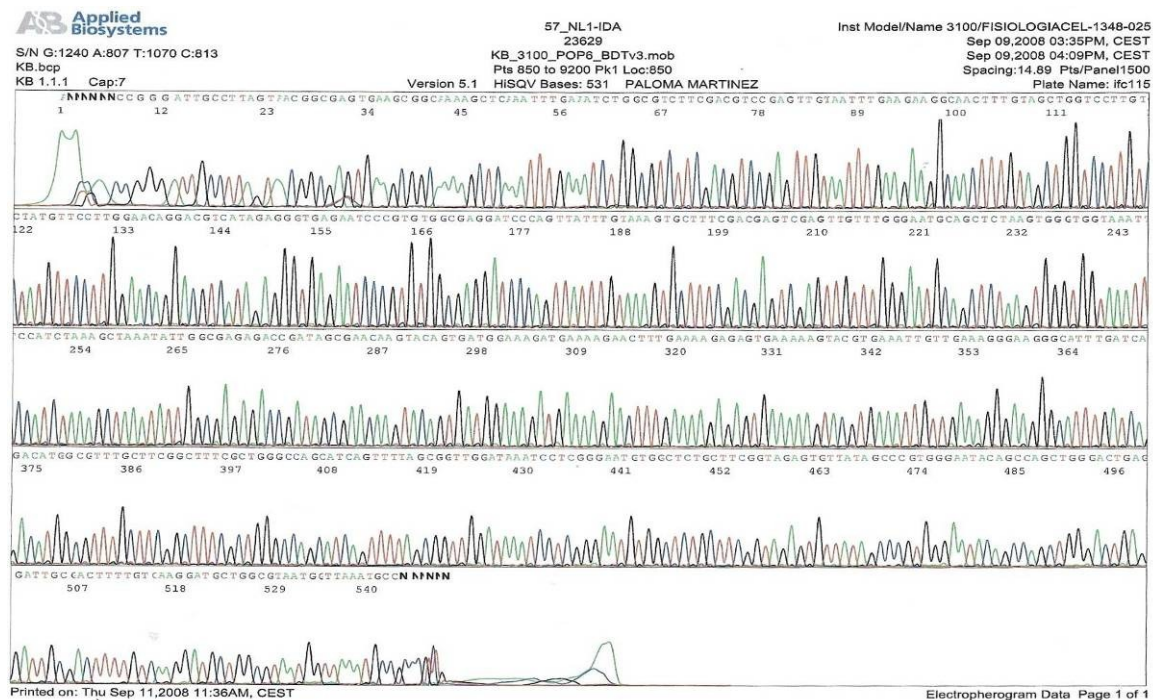 AB Applied Biosystems
57_NL1-IDA
Inst Model/Name 3100/FISIOLOGIACEL-1348-025
23629
Sep 09,2008 03:35PM, CEST
S/N G:1240 A:807 T:1070 C:813
KB_3100_POP6_BDTv3.mob
Sep 09,2008 04:09PM, CEST
KB.bcp
Pts 850 to 9200 Pk1 Loc:850
Spacing:14.89 Pts/Panel1500
KB 1.1.1 Cap:7
Version 5.1 HiSQV Bases: 531 PALOMA MARTINEZ
Plate Name: ifc115
ANNNNNCCGGGATTGCCTTAGTAACGGCGAGTGAAGCGGCAAAAGCTCAAATTTGAAATCTGGCGTCTTCGACGTCCGAGTTGTAATTTGAAGAAGGCAACTTTGTAGCTGGTCCTTGT
1 12 23 34 45 56 67 78 89 100 111
CTATGTTCCTTGGAACAGGACGTCATAGAGGGTGAGAATCCCGTGTGGCGAGGATCCCAGTTATTTGTAAAGTGCTTTCGACGAGTCGAGTTGTTTGGGAATGCAGCTCTAAGTGGGTGGTAAATT
122 133 144 155 166 177 188 199 210 221 232 243
CCATCTAAAGCTAAATATTGGCGAGAGACCGATAGCGAACAAGTACAGTGATGGAAAGATGAAAAGAACTTTGAAAAGAGAGTGAAAAAGTACGTGAAATTGTTGAAAGGGAAGGGCATTTGATCA
254 265 276 287 298 309 320 331 342 353 364
GACATGGCGTTTGCTTCGGCTTTCGCTGGGCCAGCATCAGTTTTAGCGGTTGGATAAATCCTCGGGAATGTGGCTCTGCTTCGGTAGAGTGTTATAGCCCGTGGGAATACAGCCAGCTGGGACTGAG
375 386 397 408 419 430 441 452 463 474 485 496
GATTGCGACTTTTGTCAAGGATGCTGGCGTAATGGTTAAATGCCNNNNNN
507 518 529 540
Printed on: Thu Sep 11,2008 11:36AM, CEST
Electropherogram Data Page 1 of 1